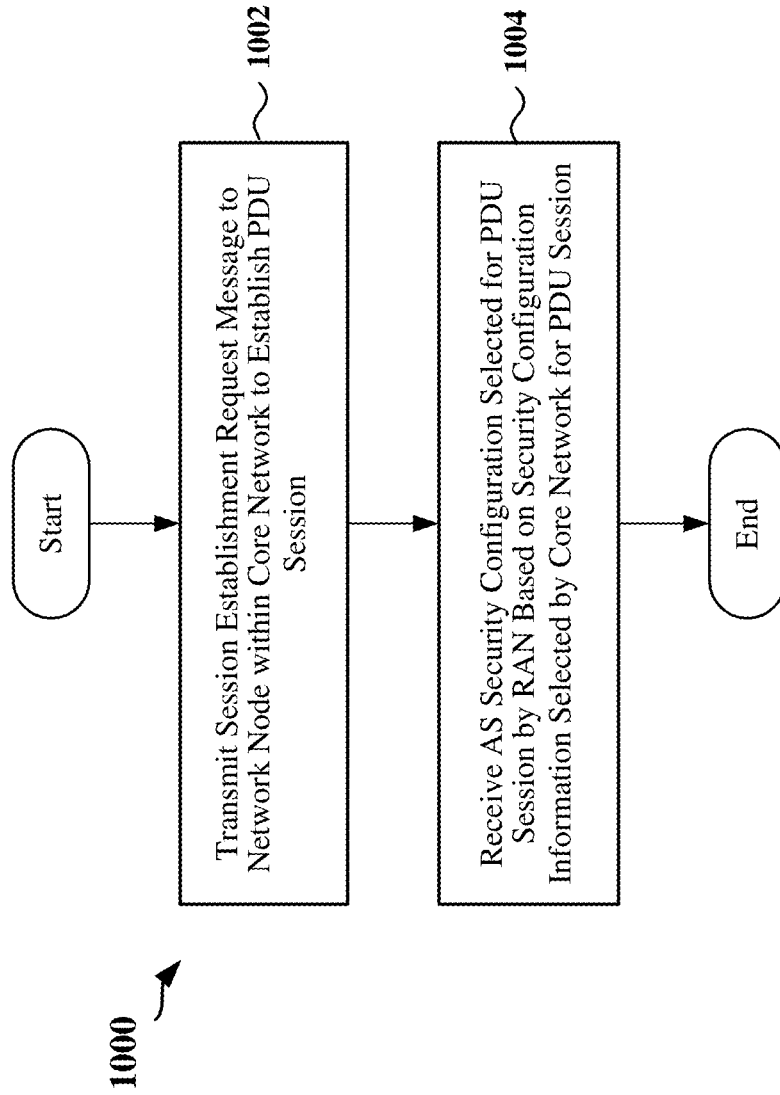 1000
Start
Transmit Session Establishment Request Message to
Network Node within Core Network to Establish PDU
Session
1002
Receive AS Security Configuration Selected for PDU
Session by RAN Based on Security Configuration
Information Selected by Core Network for PDU Session
1004
End